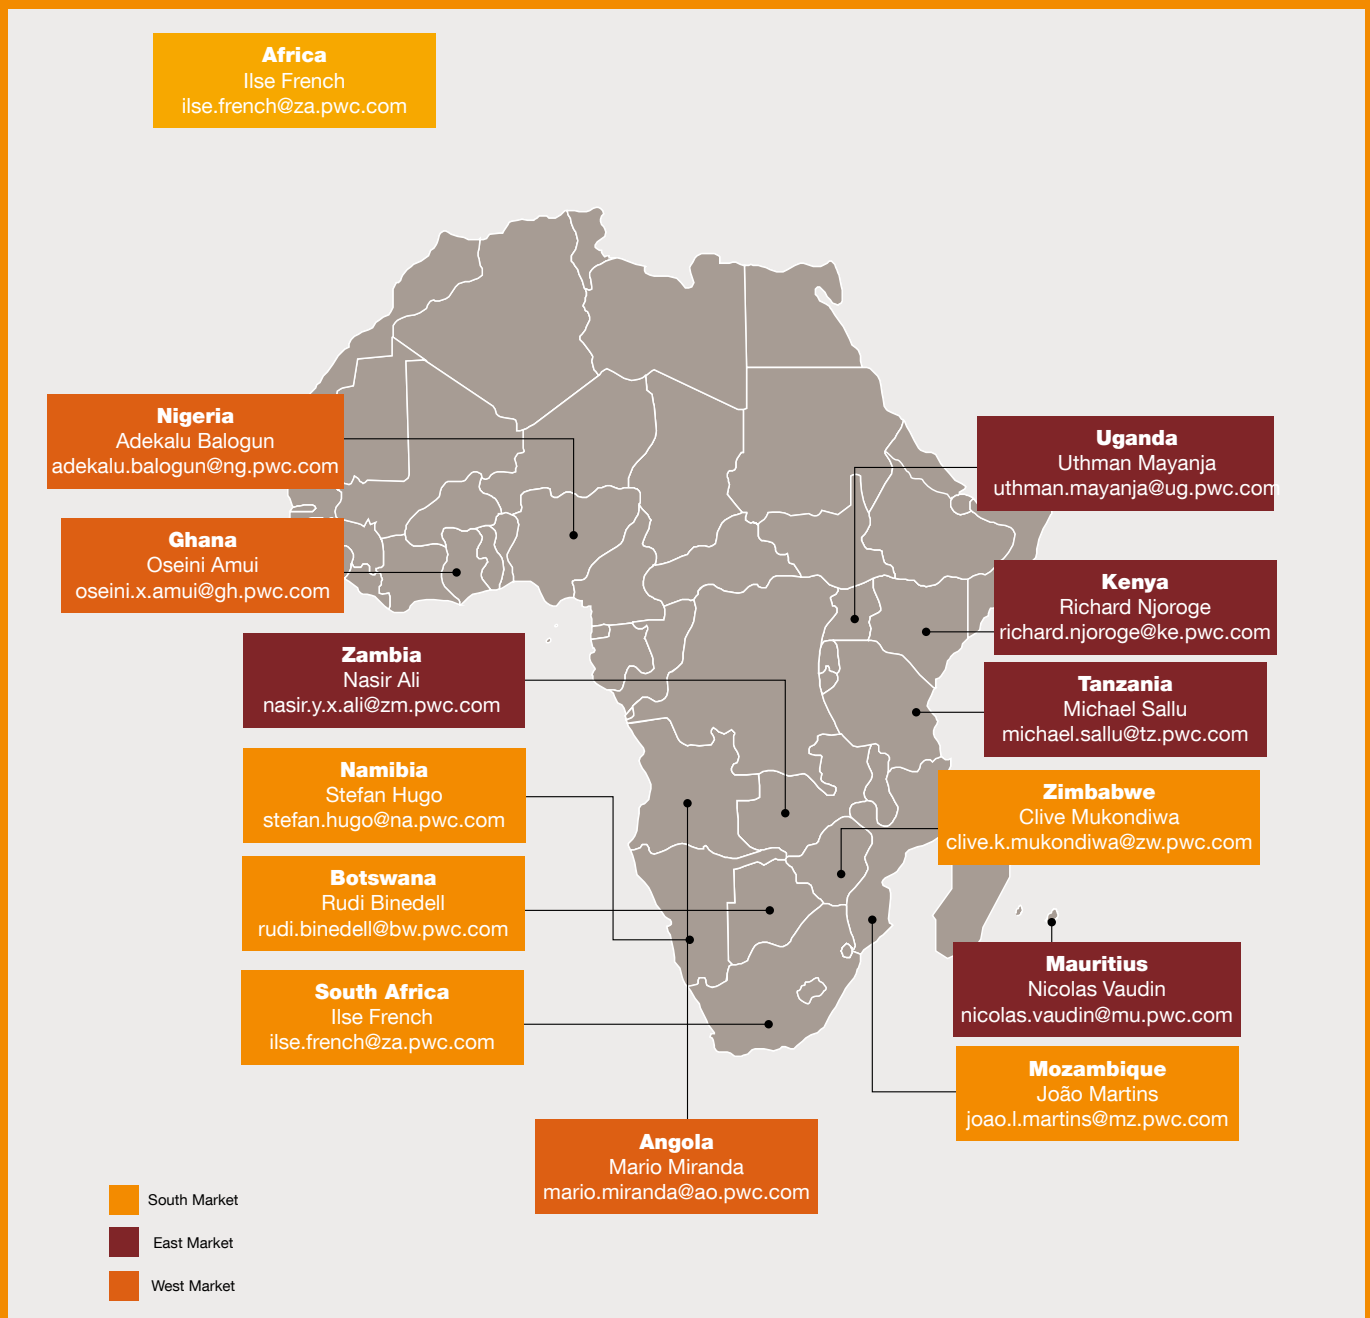 Africa
Ilse French
ilse.french@za.pwc.com
Nigeria
Adekalu Balogun
adekalu.balogun@ng.pwc.com
Uganda
Uthman Mayanja
uthman.mayanja@ug.pwc.com
Ghana
Oseini Amui
oseini.x.amui@gh.pwc.com
Kenya
Richard Njoroge
richard.njoroge@ke.pwc.com
Zambia
Nasir Ali
nasir.y.x.ali@zm.pwc.com
Tanzania
Michael Sallu
michael.sallu@tz.pwc.com
Namibia
Stefan Hugo
stefan.hugo@na.pwc.com
Zimbabwe
Clive Mukondiwa
clive.k.mukondiwa@zw.pwc.com
Botswana
Rudi Binedell
rudi.binedell@bw.pwc.com
Mauritius
Nicolas Vaudin
nicolas.vaudin@mu.pwc.com
South Africa
Ilse French
ilse.french@za.pwc.com
Mozambique
João Martins
joao.l.martins@mz.pwc.com
Angola
Mario Miranda
mario.miranda@ao.pwc.com
South Market
East Market
West Market